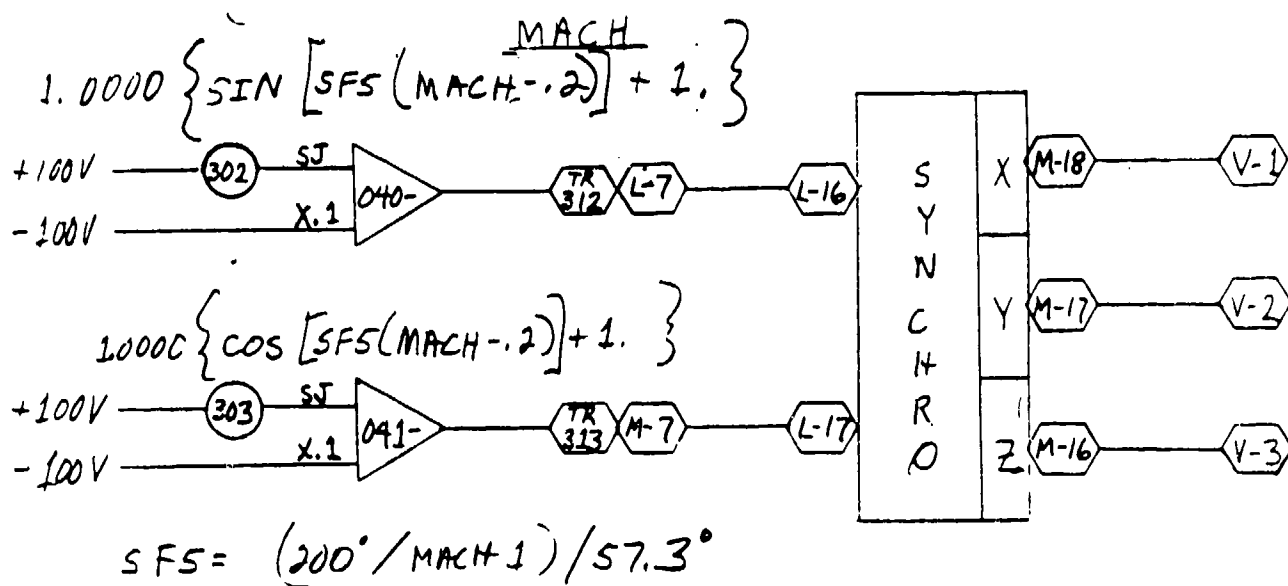 MACH
1.0000 {SIN [SF5 (MACH-.2)] + 1. }
+100V 302 SJ
040- TR 312 L-7 L-16
-100V X.1
1000C {COS [SF5(MACH-.2)] + 1. }
+100V 303 SJ
041- TR 313 M-7 L-17
-100V X.1
SYNCHRO
X M-18 V-1
Y M-17 V-2
Z M-16 V-3
SF5= (200°/MACH 1)/57.3°